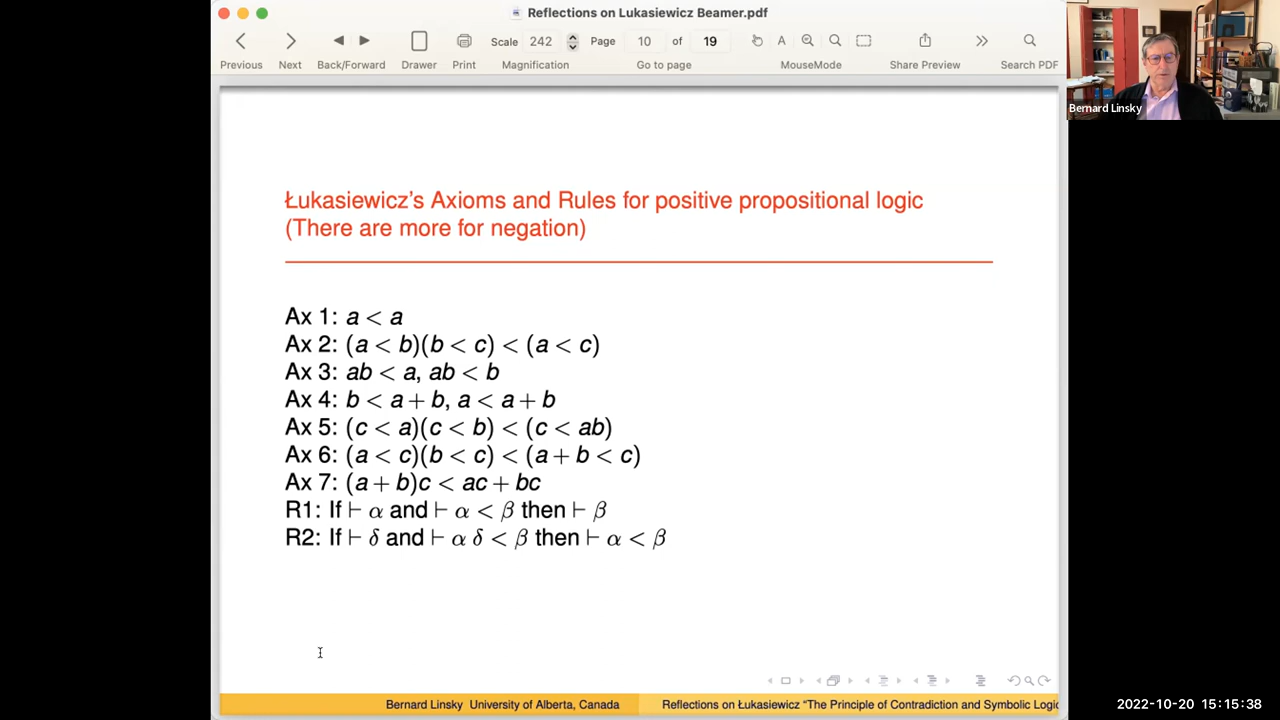 Reflections on Lukasiewicz Beamer.pdf
Scale 242 Page 10 of 19 A
Previous Next Back/Forward Drawer Print Magnification Go to page MouseMode Share Preview Search PDF
Bernard Linsky
Łukasiewicz's Axioms and Rules for positive propositional logic
(There are more for negation)
Ax 1: a < a
Ax 2: (a < b)(b < c) < (a < c)
Ax 3: ab < a, ab < b
Ax 4: b < a + b, a < a + b
Ax 5: (c < a)(c < b) < (c < ab)
Ax 6: (a < c)(b < c) < (a + b < c)
Ax 7: (a + b)c < ac + bc
R1: If ⊢ α and ⊢ α < β then ⊢ β
R2: If ⊢ δ and ⊢ α δ < β then ⊢ α < β
Bernard Linsky University of Alberta, Canada Reflections on Lukasiewicz "The Principle of Contradiction and Symbolic Logic
2022-10-20 15:15:38